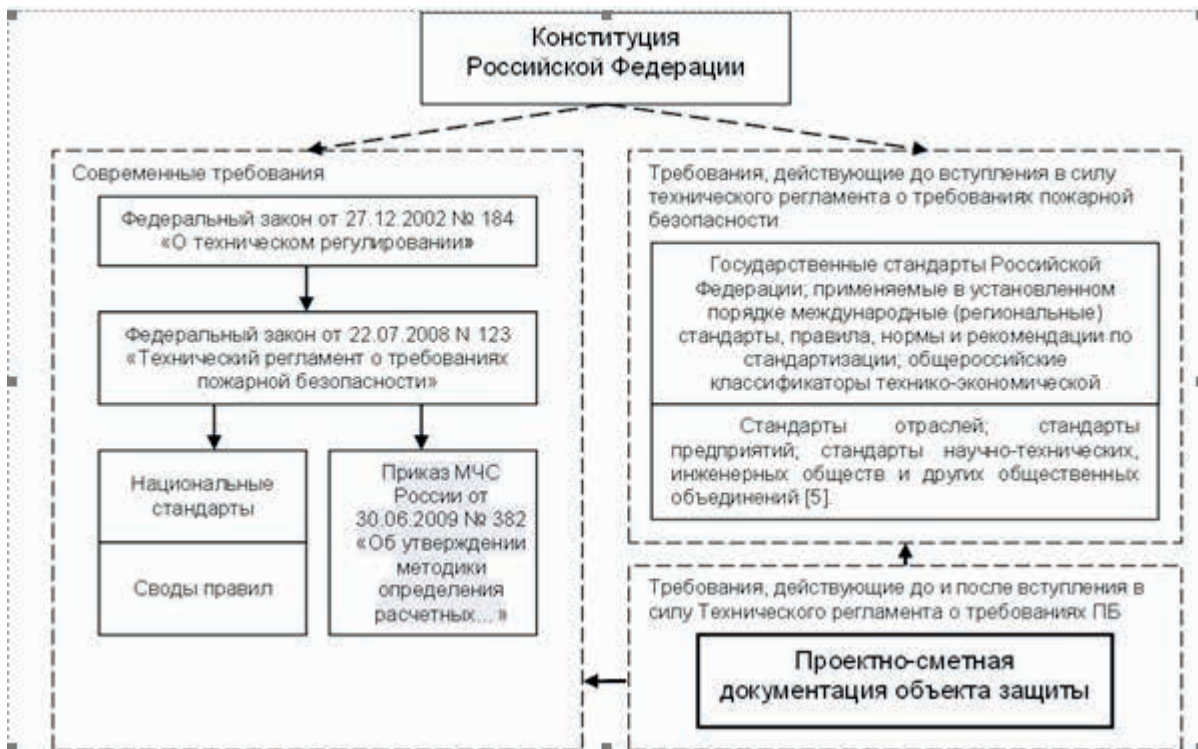 Конституция
Российской Федерации
Современные требования
Федеральный закон от 27.12.2002 № 184
«О техническом регулировании»
Федеральный закон от 22.07.2008 N 123
«Технический регламент о требованиях
пожарной безопасности»
Национальные
стандарты
Своды правил
Приказ МЧС
России от
30.06.2009 № 382
«Об утверждении
методики
определения
расчетных... »
Требования, действующие до вступления в силу
технического регламента о требованиях пожарной
безопасности
Государственные стандарты Российской
Федерации; применяемые в установленном
порядке международные (региональные)
стандарты, правила, нормы и рекомендации по
стандартизации; общероссийские
классификаторы технико-экономической
Стандарты отраслей; стандарты
предприятий; стандарты научно-технических,
инженерных обществ и других общественных
объединений [5].
Требования, действующие до и после вступления в
силу Технического регламента о требованиях ПБ
Проектно-сметная
документация объекта защиты